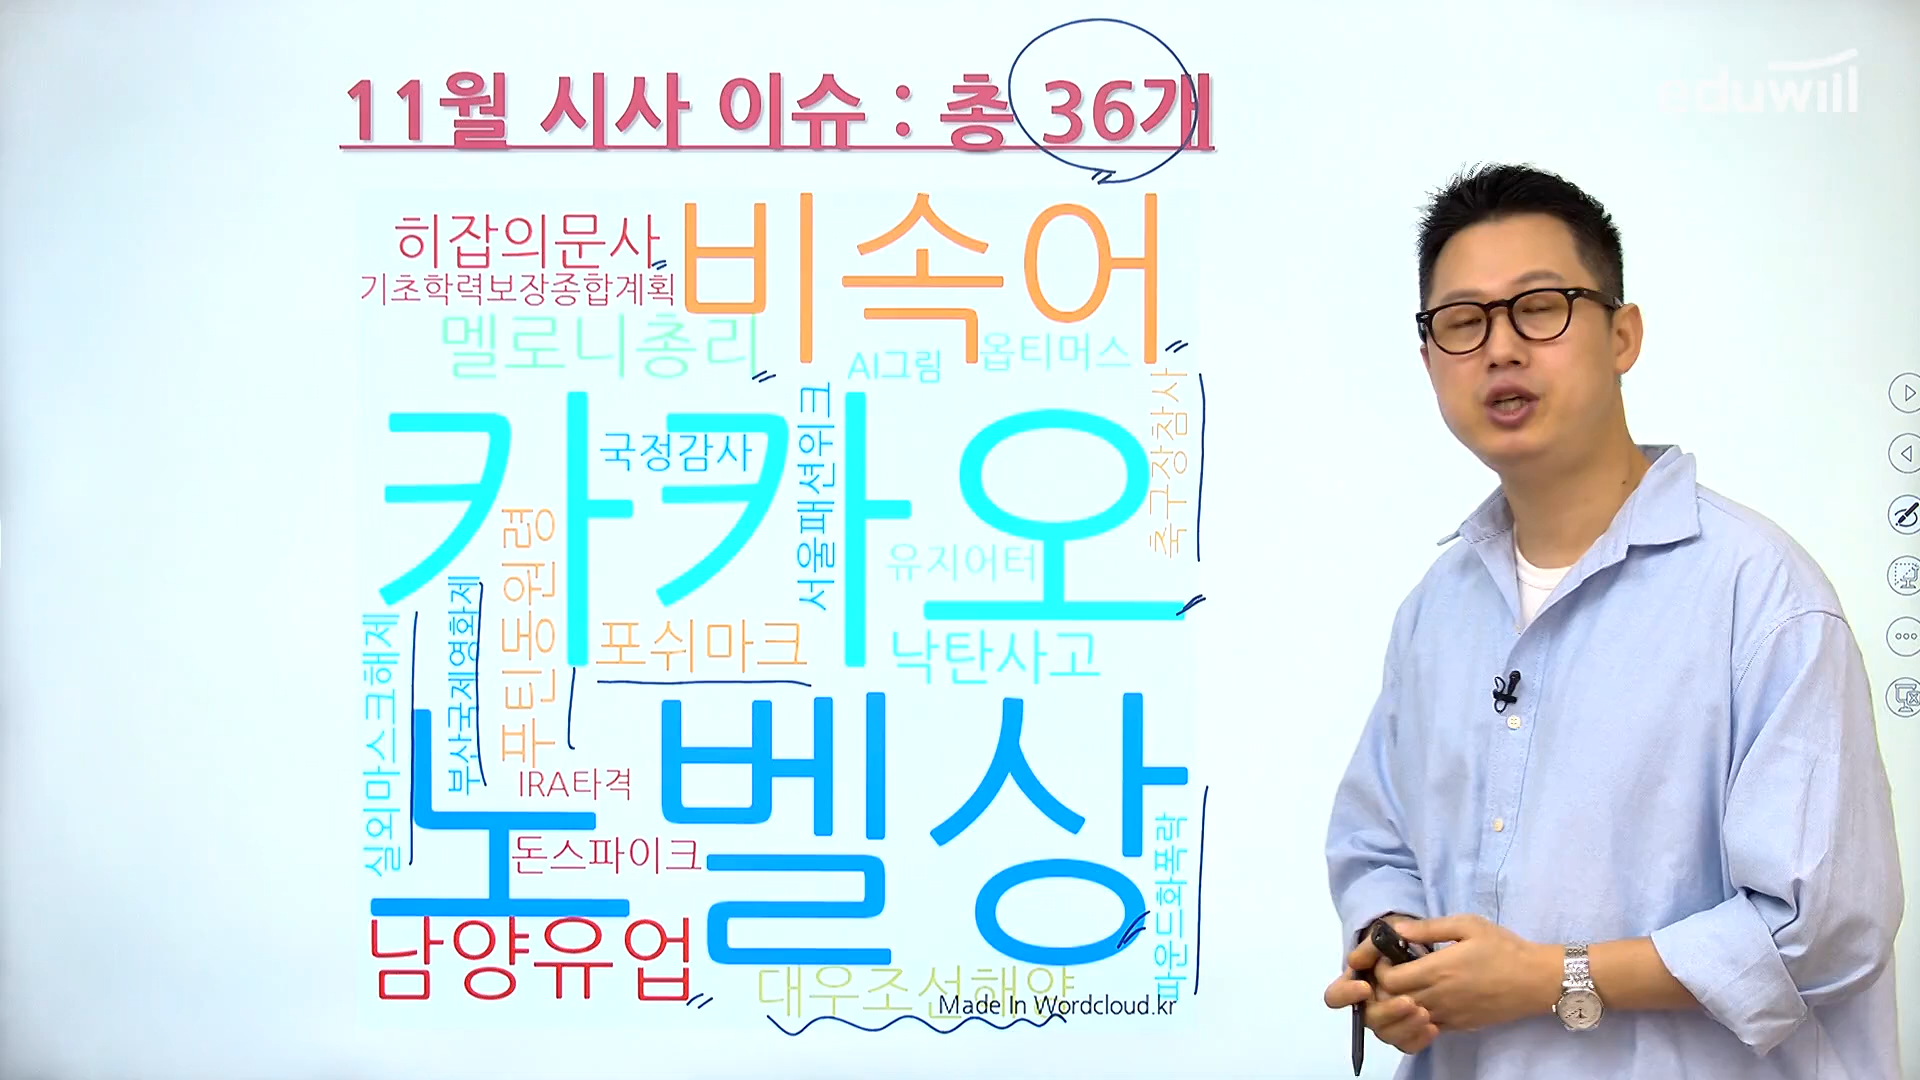 eduwill
11월 시사 이슈 : 총 36개
히잡의문사
비속어
기초학력보장종합계획
멜로니총리
AI그림
옵티머스
카카오
국정감사
서울패션위크
축구장참사
유지어터
푸틴동원령
부산국제영화제
실외마스크해제
포쉬마크
낙탄사고
노벨상
IRA타격
돈스파이크
파운드화폭락
남양유업
대우조선해양
Made In Wordcloud.kr